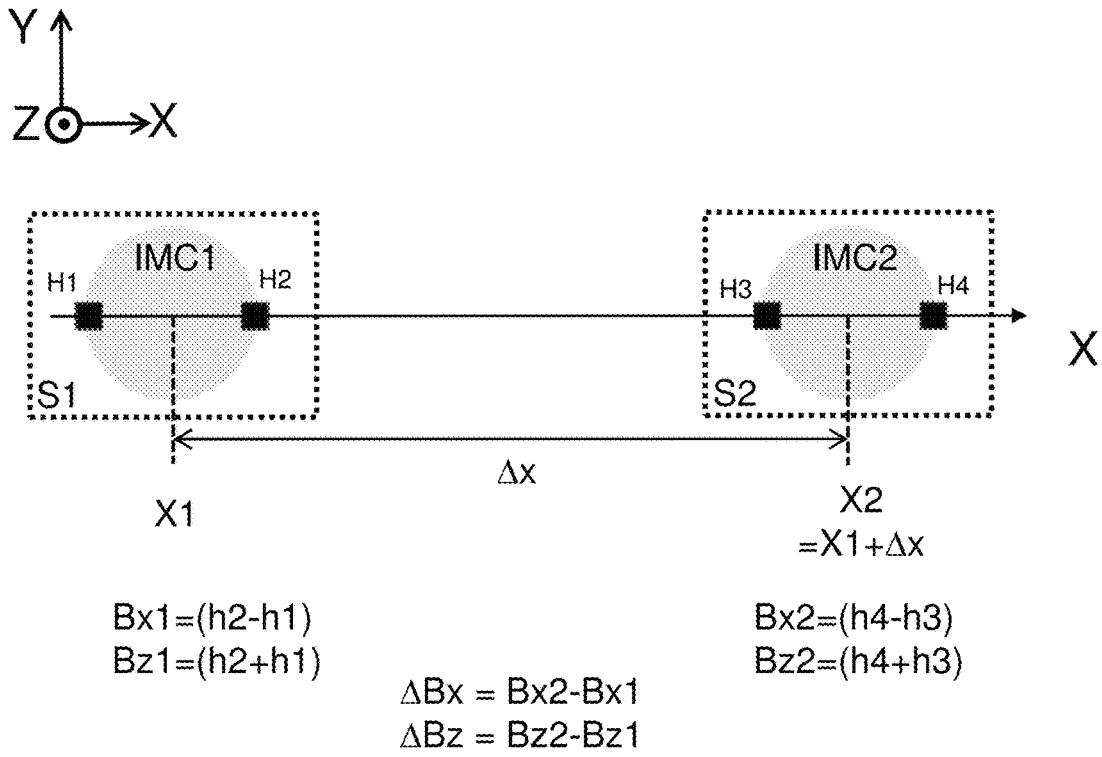 Y
Z X
IMC1 IMC2
H1 H2 H3 H4
X
S1 S2
Δx
X1 X2
=X1+Δx
Bx1=(h2-h1) Bx2=(h4-h3)
Bz1=(h2+h1) Bz2=(h4+h3)
ΔBx = Bx2-Bx1
ΔBz = Bz2-Bz1